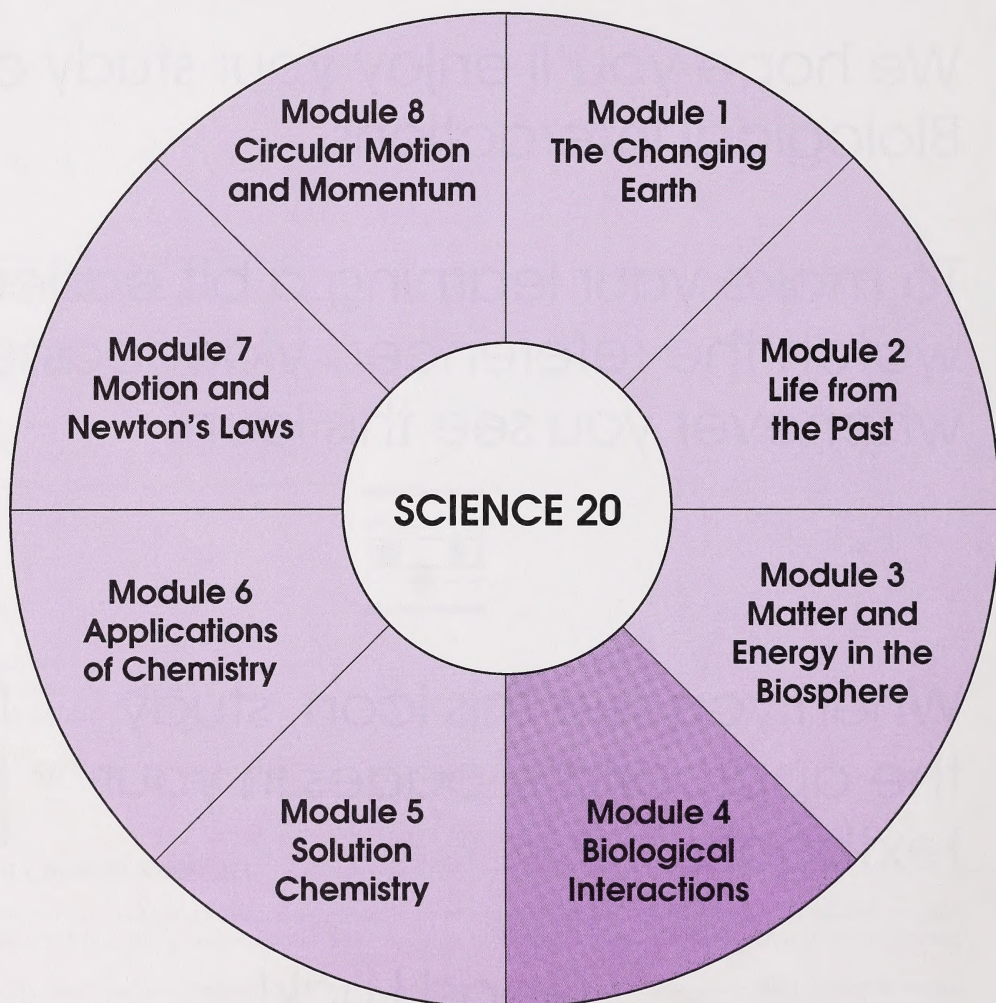 Module 8
Circular Motion
and Momentum
Module 1
The Changing
Earth
Module 7
Motion and
Newton's Laws
Module 2
Life from
the Past
SCIENCE 20
Module 6
Applications
of Chemistry
Module 3
Matter and
Energy in the
Biosphere
Module 5
Solution
Chemistry
Module 4
Biological
Interactions